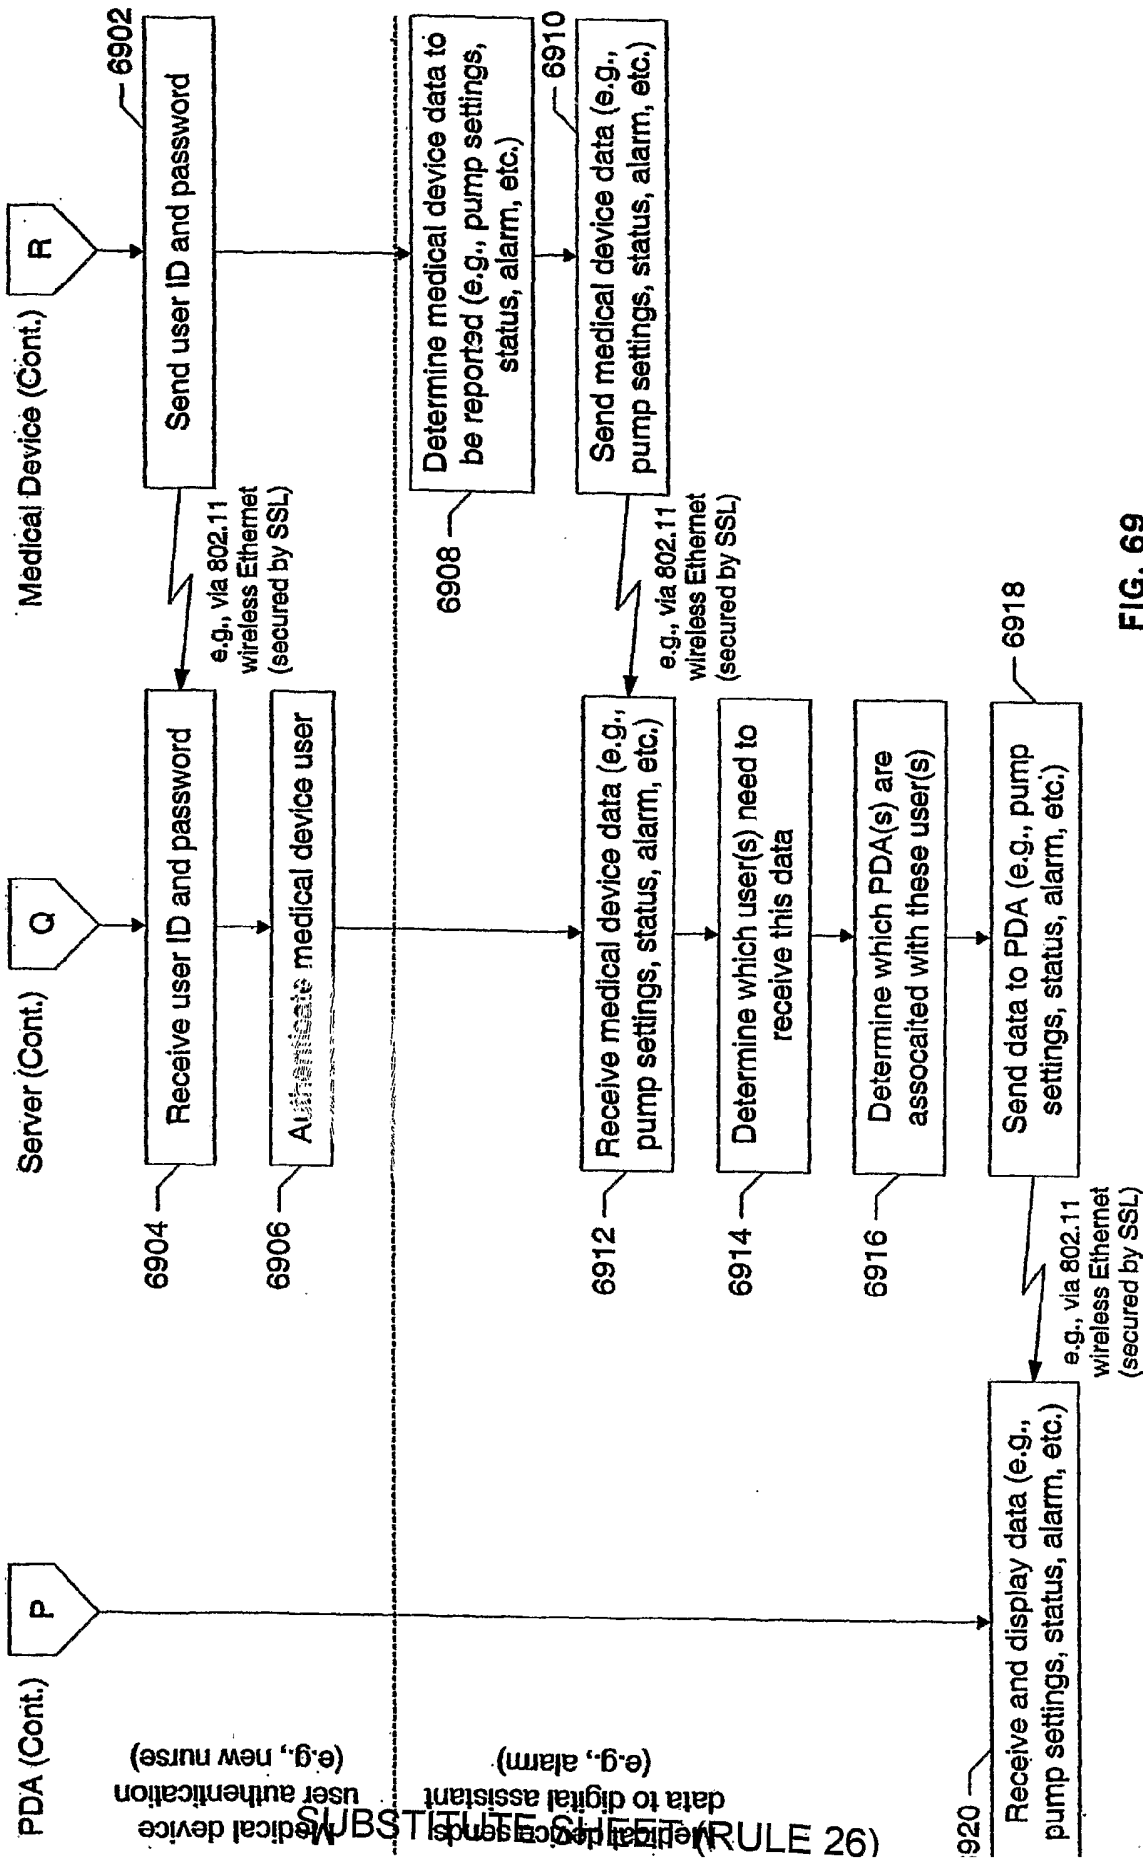 PDA (Cont.)
Server (Cont.)
Medical Device (Cont.)
P
Q
R
Medical device
user authentication
(e.g., new nurse)
Send user ID and password
6902
e.g., via 802.11
wireless Ethernet
(secured by SSL)
Receive user ID and password
6904
Authenticate medical device user
6906
Medical device sends
data to digital assistant
(e.g., alarm)
Determine medical device data to
be reported (e.g., pump settings,
status, alarm, etc.)
6908
Send medical device data (e.g.,
pump settings, status, alarm, etc.)
6910
e.g., via 802.11
wireless Ethernet
(secured by SSL)
Receive medical device data (e.g.,
pump settings, status, alarm, etc.)
6912
Determine which user(s) need to
receive this data
6914
Determine which PDA(s) are
assocaited with these user(s)
6916
Send data to PDA (e.g., pump
settings, status, alarm, etc.)
6918
e.g., via 802.11
wireless Ethernet
(secured by SSL)
Receive and display data (e.g.,
pump settings, status, alarm, etc.)
920
FIG. 69
SUBSTITUTE SHEET (RULE 26)